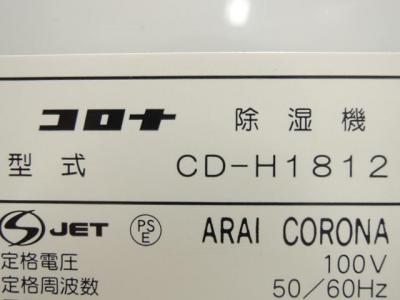 コロナ 除湿機
型式 CD-H1812
S JET PSE ARAI CORONA
定格電圧 100V
定格周波数 50/60Hz